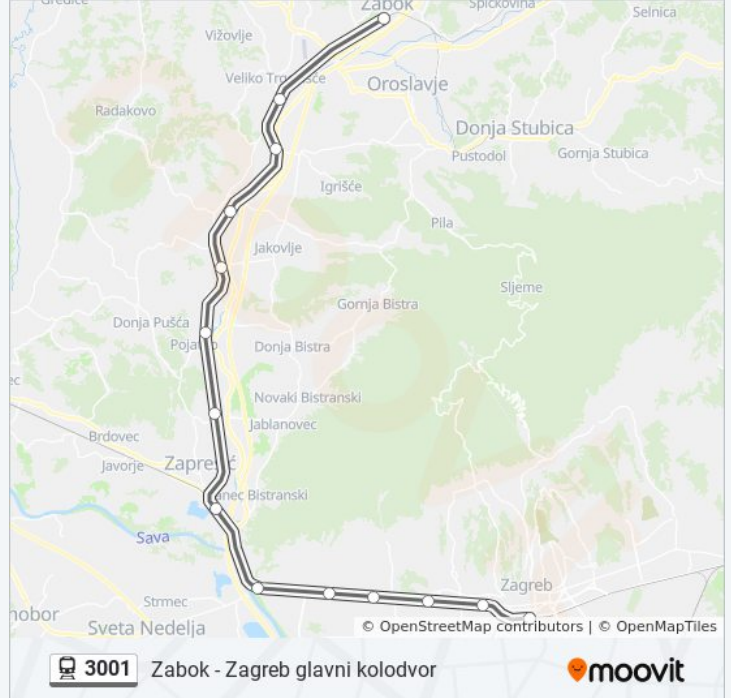 Gredice
Zabok
Špičkovina
Selnica
Vižovlje
Veliko Trgovišće
Oroslavje
Radakovo
Donja Stubica
Pustodol
Gornja Stubica
Igrišće
Pila
Jakovlje
Sljeme
Gornja Bistra
Donja Pušća
Donja Bistra
Novaki Bistranski
Jablanovec
Brdovec
Javorje
Zaprešić
Sava
Zagreb
Strmec
Sveta Nedelja
© OpenStreetMap contributors | © OpenMapTiles
3001 Zabok - Zagreb glavni kolodvor
moovit